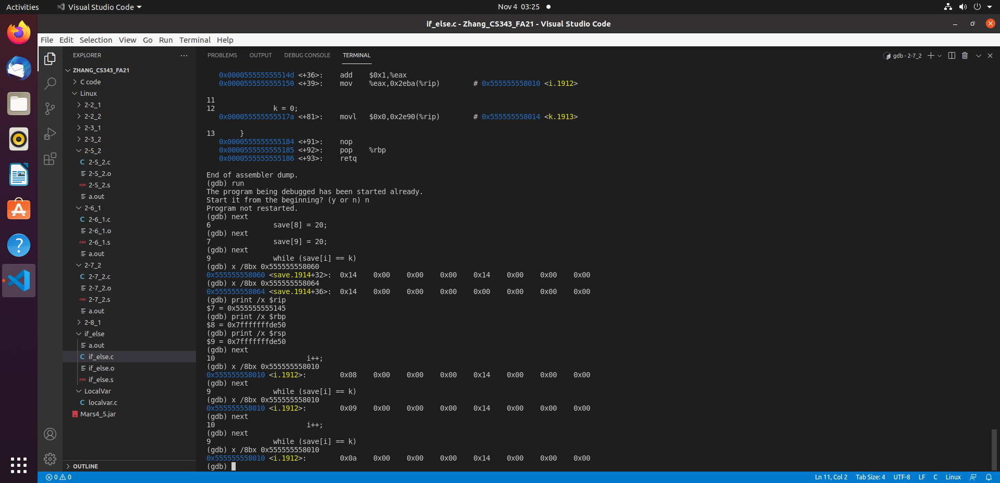 Activities
Visual Studio Code
Nov 4 03:25
if_else.c - Zhang_CS343_FA21 - Visual Studio Code
File Edit Selection View Go Run Terminal Help
EXPLORER
ZHANG_CS343_FA21
C code
Linux
2-2_1
2-2_2
2-3_1
2-3_2
2-5_2
C 2-5_2.c
2-5_2.o
ASM 2-5_2.s
a.out
2-6_1
C 2-6_1.c
2-6_1.o
ASM 2-6_1.s
a.out
2-7_2
C 2-7_2.c
2-7_2.o
ASM 2-7_2.s
a.out
2-8_1
if_else
a.out
C if_else.c
if_else.o
ASM if_else.s
LocalVar
C localvar.c
Mars4_5.jar
OUTLINE
PROBLEMS OUTPUT DEBUG CONSOLE TERMINAL
gdb - 2-7_2
0x000055555555514d <+36>: add $0x1,%eax
0x0000555555555150 <+39>: mov %eax,0x2eba(%rip) # 0x555555558010 <i.1912>
11
12 k = 0;
0x000055555555517a <+81>: movl $0x0,0x2e90(%rip) # 0x555555558014 <k.1913>
13 }
0x0000555555555184 <+91>: nop
0x0000555555555185 <+92>: pop %rbp
0x0000555555555186 <+93>: retq
End of assembler dump.
(gdb) run
The program being debugged has been started already.
Start it from the beginning? (y or n) n
Program not restarted.
(gdb) next
6 save[8] = 20;
(gdb) next
7 save[9] = 20;
(gdb) next
9 while (save[i] == k)
(gdb) x /8bx 0x555555558060
0x555555558060 <save.1914+32>: 0x14 0x00 0x00 0x00 0x14 0x00 0x00 0x00
(gdb) x /8bx 0x555555558064
0x555555558064 <save.1914+36>: 0x14 0x00 0x00 0x00 0x00 0x00 0x00 0x00
(gdb) print /x $rip
$7 = 0x555555555145
(gdb) print /x $rbp
$8 = 0x7fffffffde50
(gdb) print /x $rsp
$9 = 0x7fffffffde50
(gdb) next
10 i++;
(gdb) x /8bx 0x555555558010
0x555555558010 <i.1912>: 0x08 0x00 0x00 0x00 0x14 0x00 0x00 0x00
(gdb) next
9 while (save[i] == k)
(gdb) x /8bx 0x555555558010
0x555555558010 <i.1912>: 0x09 0x00 0x00 0x00 0x14 0x00 0x00 0x00
(gdb) next
10 i++;
(gdb) next
9 while (save[i] == k)
(gdb) x /8bx 0x555555558010
0x555555558010 <i.1912>: 0x0a 0x00 0x00 0x00 0x14 0x00 0x00 0x00
(gdb)
0 0
Ln 11, Col 2 Tab Size: 4 UTF-8 LF C Linux